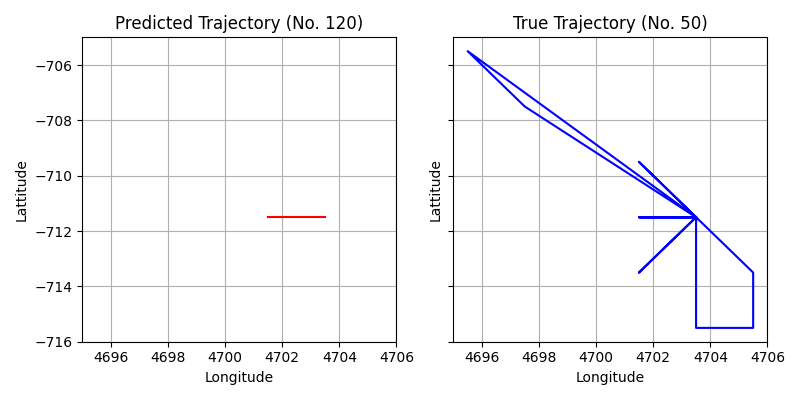 Predicted Trajectory (No. 120)
True Trajectory (No. 50)
−706
−708
−710
−712
−714
−716
Lattitude
Lattitude
4696 4698 4700 4702 4704 4706
4696 4698 4700 4702 4704 4706
Longitude
Longitude